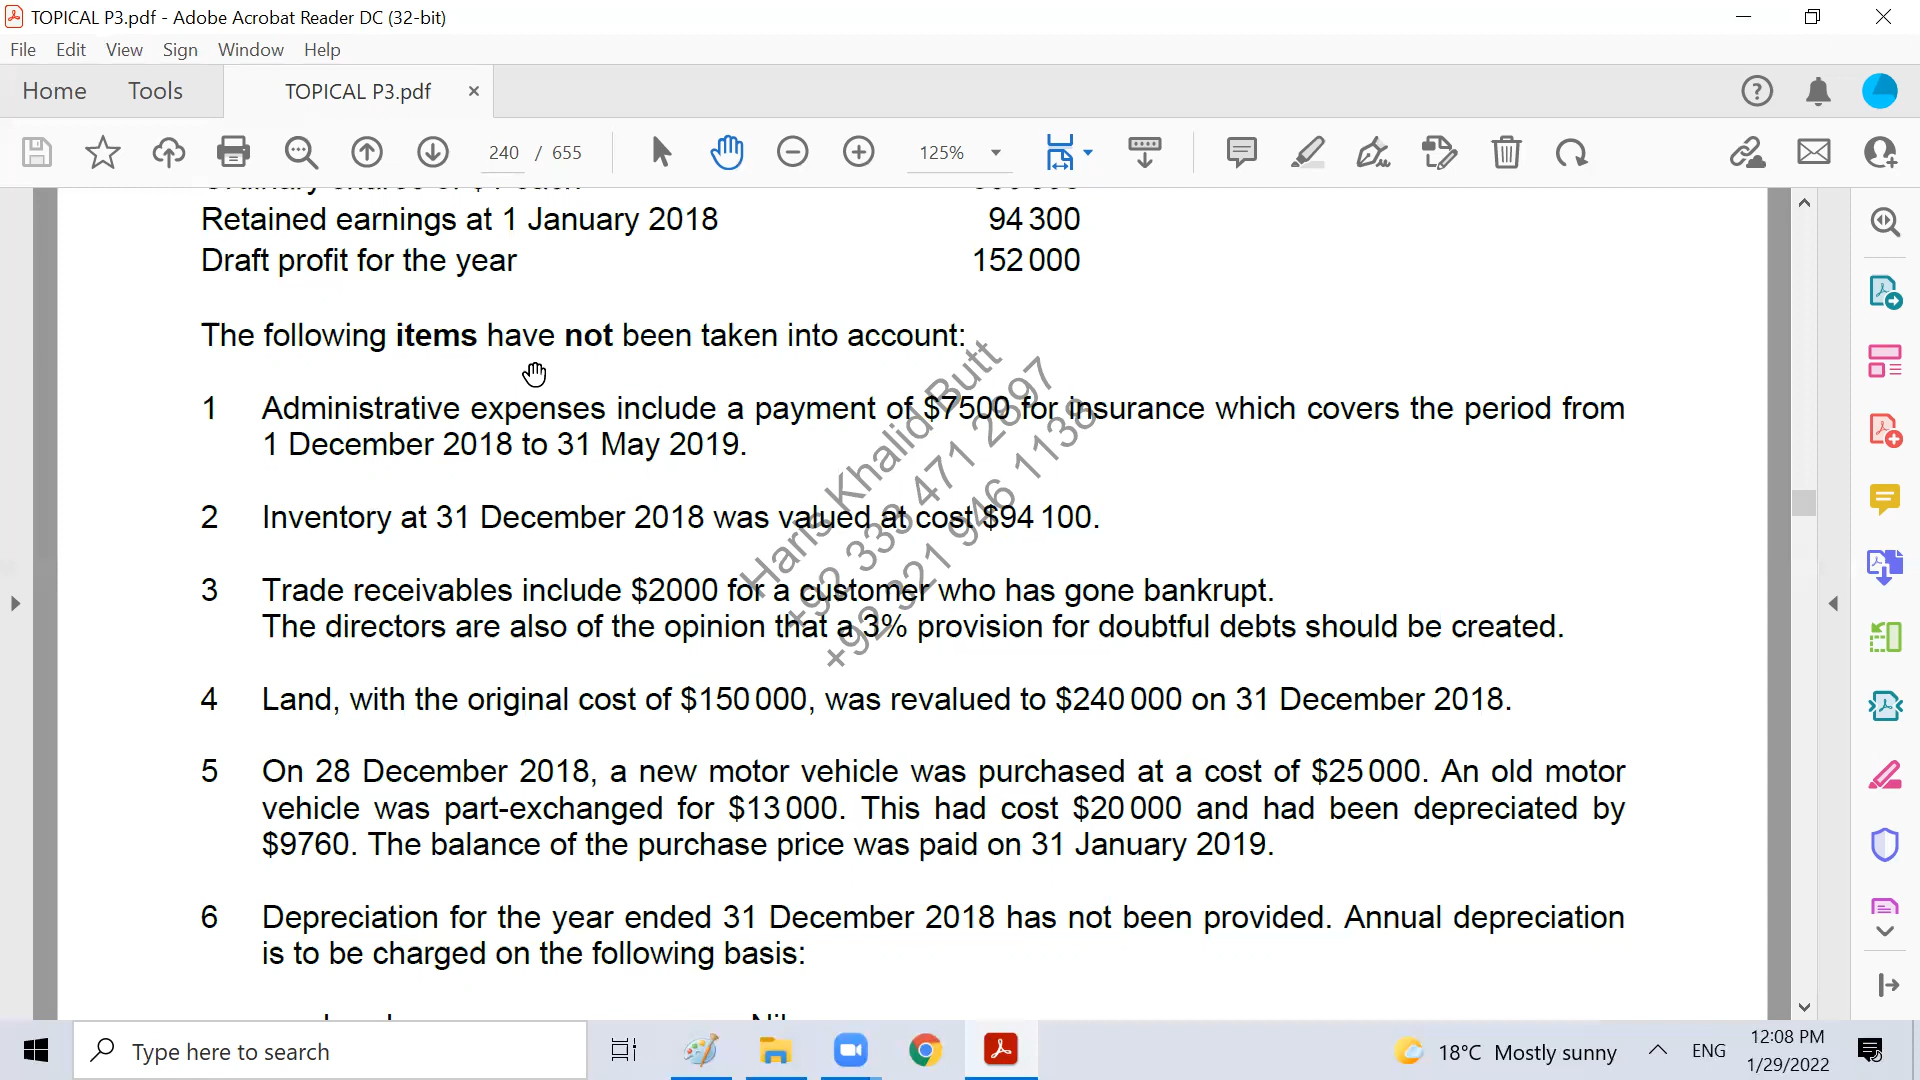 TOPICAL P3.pdf - Adobe Acrobat Reader DC (32-bit)
File Edit View Sign Window Help
Home Tools TOPICAL P3.pdf
240 / 655 125%
Retained earnings at 1 January 2018 94 300
Draft profit for the year 152 000
The following items have not been taken into account:
1 Administrative expenses include a payment of $7500 for insurance which covers the period from
1 December 2018 to 31 May 2019.
2 Inventory at 31 December 2018 was valued at cost $94 100.
3 Trade receivables include $2000 for a customer who has gone bankrupt.
The directors are also of the opinion that a 3% provision for doubtful debts should be created.
4 Land, with the original cost of $150 000, was revalued to $240 000 on 31 December 2018.
5 On 28 December 2018, a new motor vehicle was purchased at a cost of $25 000. An old motor
vehicle was part-exchanged for $13 000. This had cost $20 000 and had been depreciated by
$9760. The balance of the purchase price was paid on 31 January 2019.
6 Depreciation for the year ended 31 December 2018 has not been provided. Annual depreciation
is to be charged on the following basis:
Haris Khalid Butt
+92 333 471 2897
+92 321 946 1138
Type here to search
18°C Mostly sunny
ENG
12:08 PM
1/29/2022